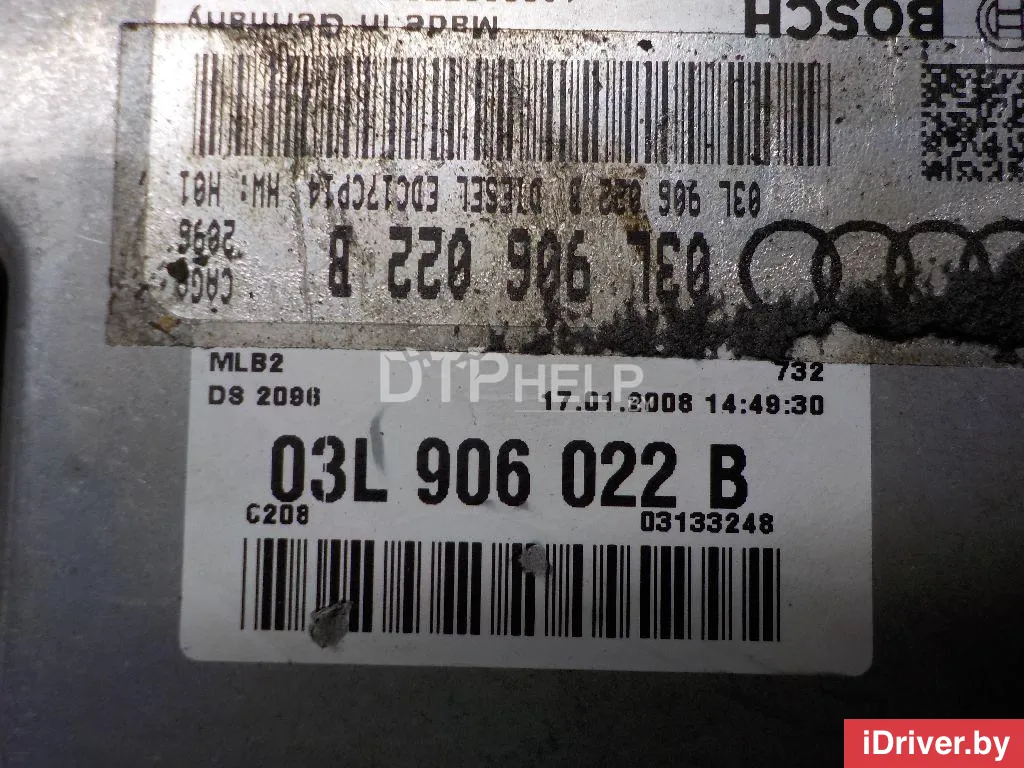 BOSCH
Made in Germany
03L 906 022 B DIESEL EDC17CP14 HW: H01
03L 906 022 B
2096
CAGA
MLB2
732
DS 2096
17.01.2008 14:49:30
DTPHELP
03L 906 022 B
C208
03133248
iDriver.by